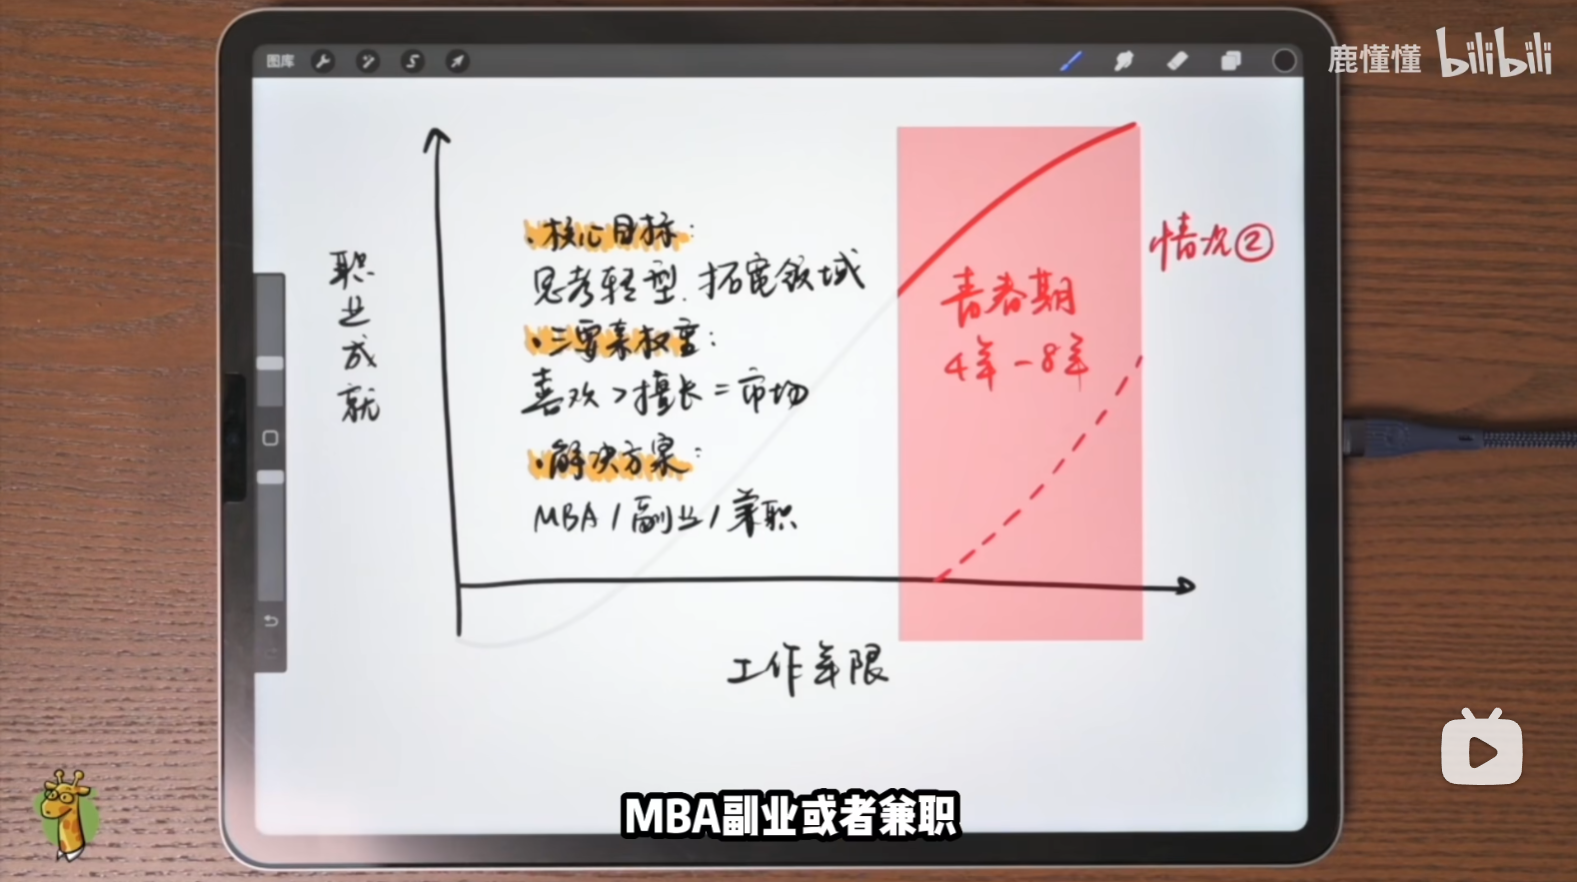 图库
鹿懂懂 bilibili
职业成就
·核心目标:
思考转型.拓宽领域
·三要素权重:
喜欢>擅长=市场
·解决方案:
MBA/副业/兼职
情次②
青春期
4年-8年
工作年限
MBA副业或者兼职